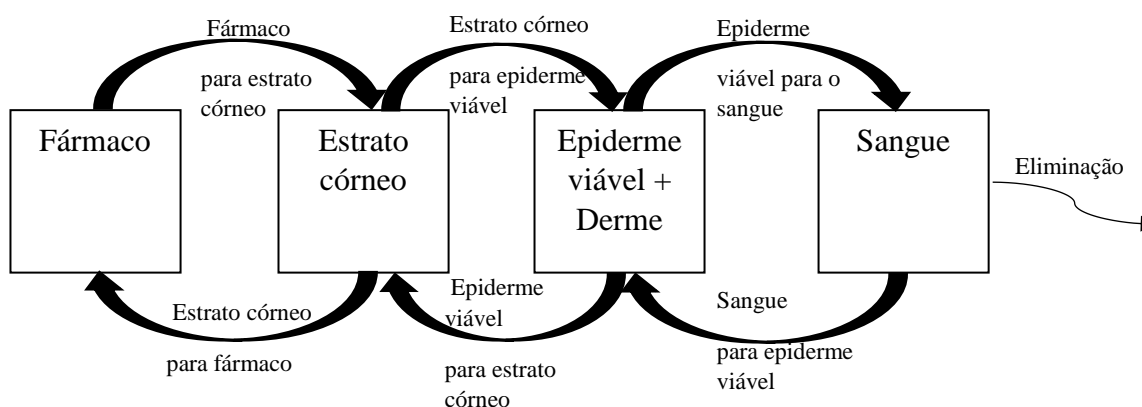 Fármaco
para estrato
córneo
Estrato córneo
para epiderme
viável
Epiderme
viável para o
sangue
Fármaco
Estrato
córneo
Epiderme
viável +
Derme
Sangue
Eliminação
Estrato córneo
para fármaco
Epiderme
viável
para estrato
córneo
Sangue
para epiderme
viável